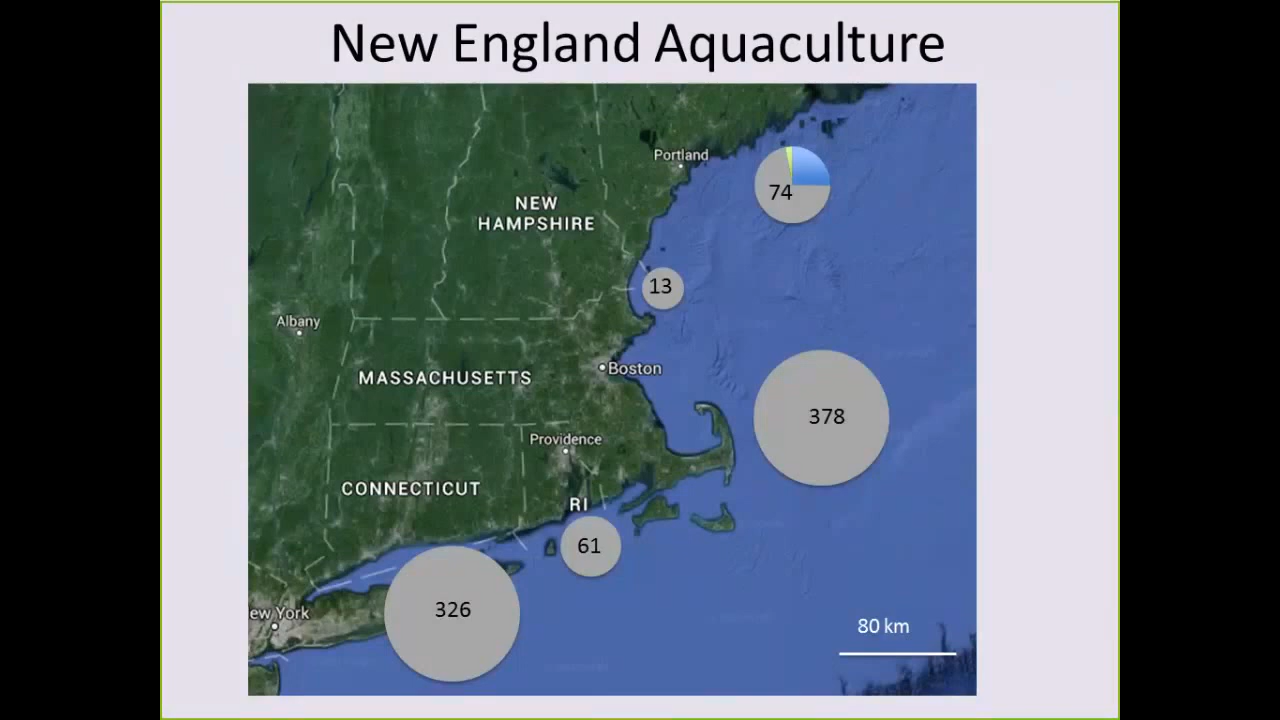 New England Aquaculture
Portland
74
NEW
HAMPSHIRE
13
Albany
Boston
MASSACHUSETTS
378
Providence
CONNECTICUT
RI
61
326
ew York
80 km